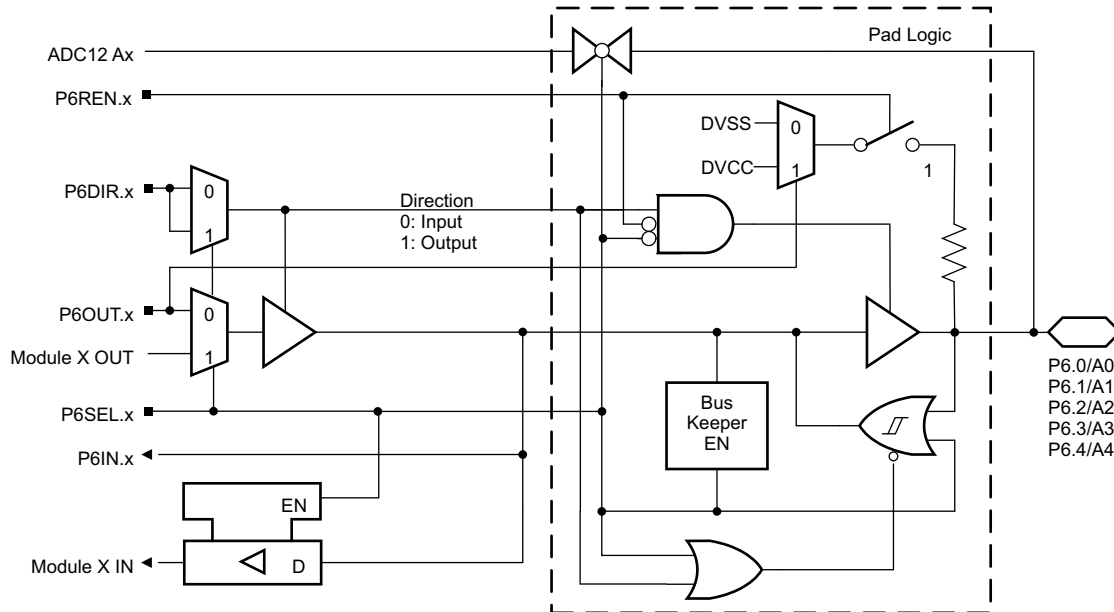 Pad Logic
ADC12 Ax
P6REN.x
DVSS
0
DVCC
1
1
P6DIR.x
0
1
Direction
0: Input
1: Output
P6OUT.x
0
Module X OUT
1
P6.0/A0
P6.1/A1
P6.2/A2
P6.3/A3
P6.4/A4
P6SEL.x
Bus
Keeper
EN
P6IN.x
EN
Module X IN
D